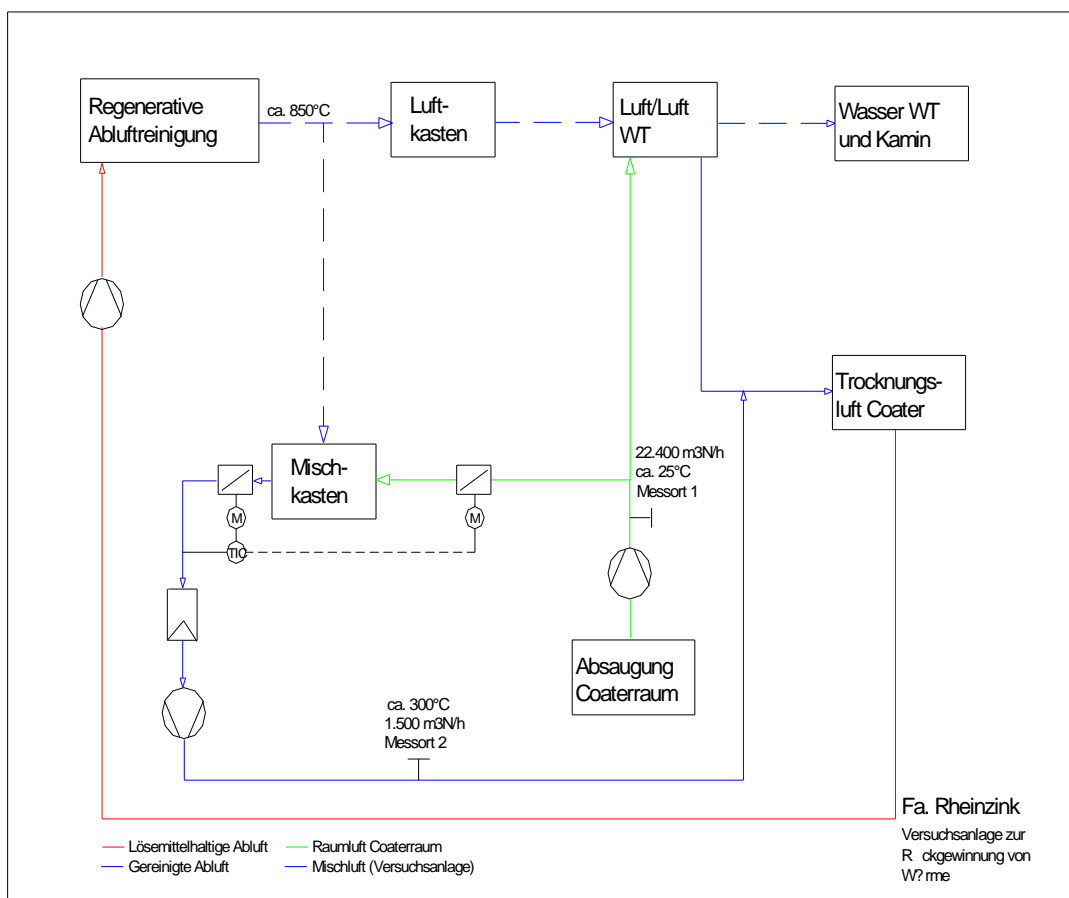 Regenerative
Abluftreinigung
ca. 850°C
Luft-
kasten
Luft/Luft
WT
Wasser WT
und Kamin
Trocknungs-
luft Coater
Misch-
kasten
22.400 m3N/h
ca. 25°C
Messort 1
M
M
TIC
Absaugung
Coaterraum
ca. 300°C
1.500 m3N/h
Messort 2
Fa. Rheinzink
Versuchsanlage zur
R ckgewinnung von
W? rme
Lösemittelhaltige Abluft
Raumluft Coaterraum
Gereinigte Abluft
Mischluft (Versuchsanlage)